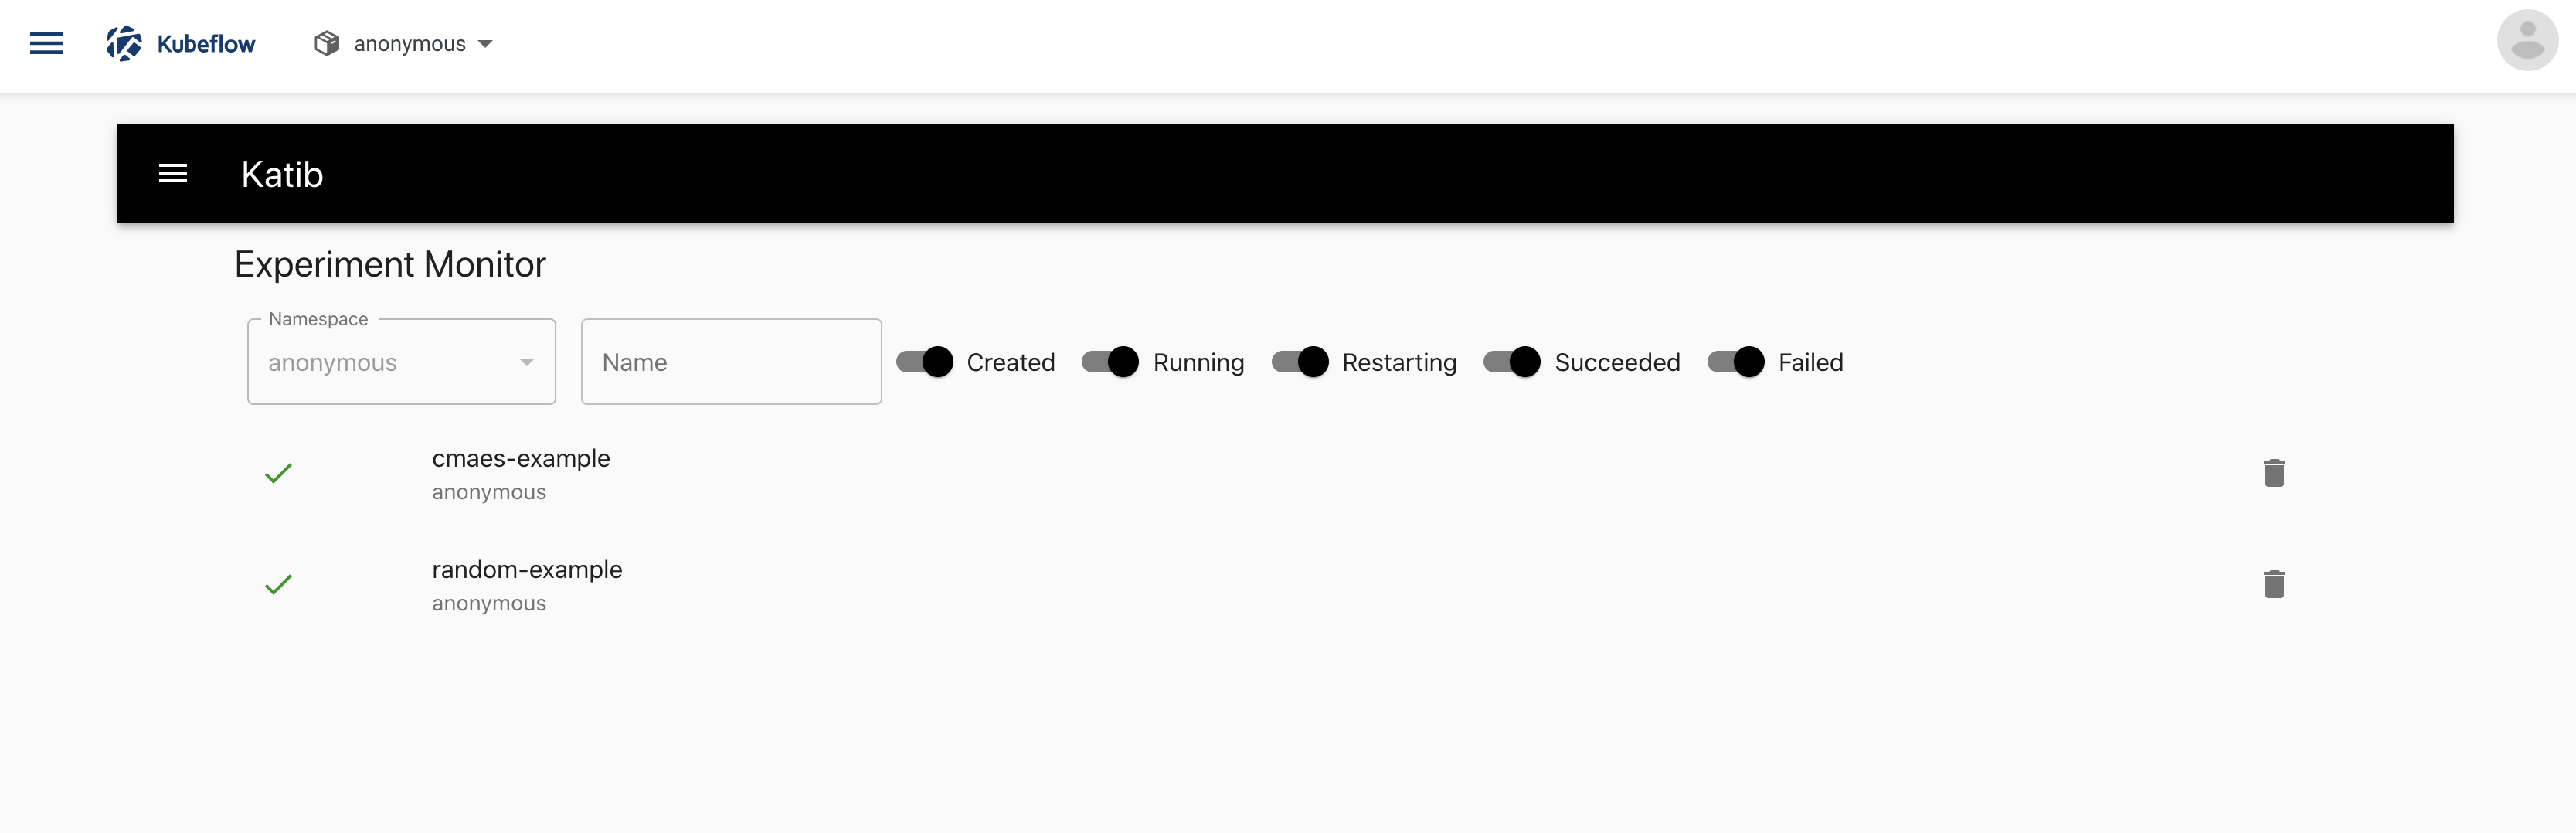 Kubeflow
anonymous
Katib
Experiment Monitor
Namespace
anonymous
Name
Created
Running
Restarting
Succeeded
Failed
cmaes-example
anonymous
random-example
anonymous